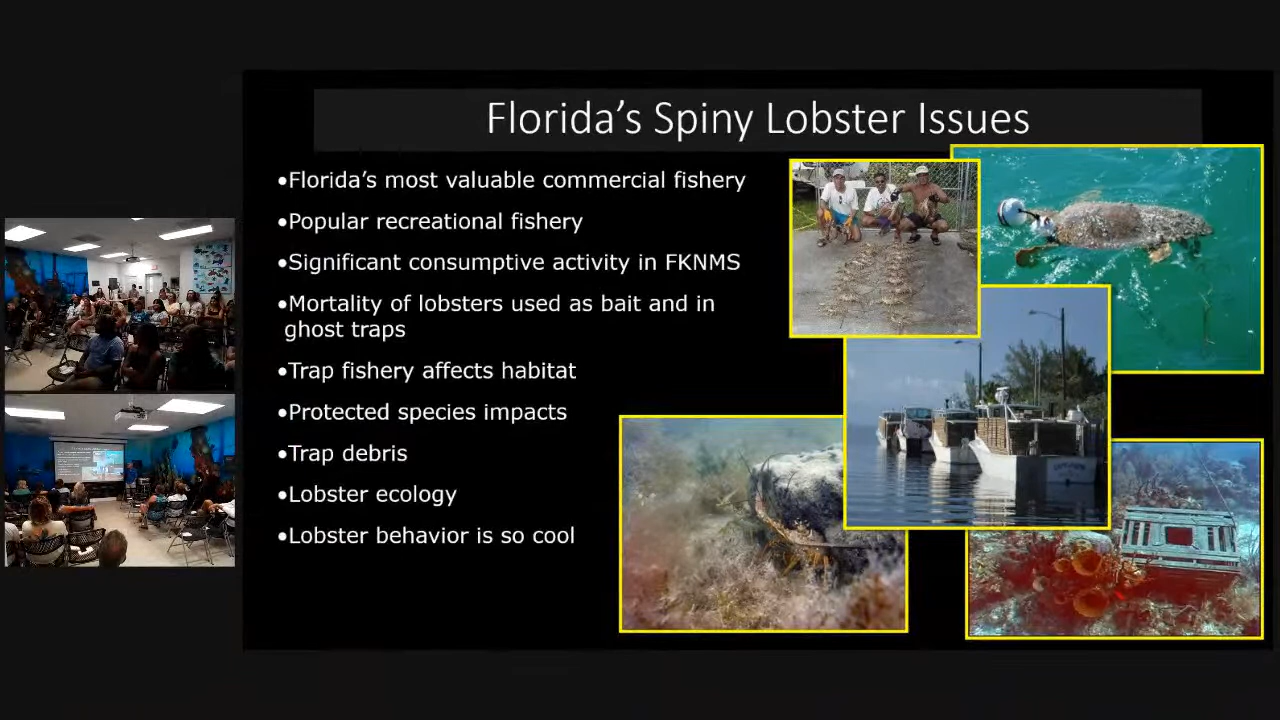 Florida's Spiny Lobster Issues
•Florida's most valuable commercial fishery
•Popular recreational fishery
•Significant consumptive activity in FKNMS
•Mortality of lobsters used as bait and in
ghost traps
•Trap fishery affects habitat
•Protected species impacts
•Trap debris
•Lobster ecology
•Lobster behavior is so cool